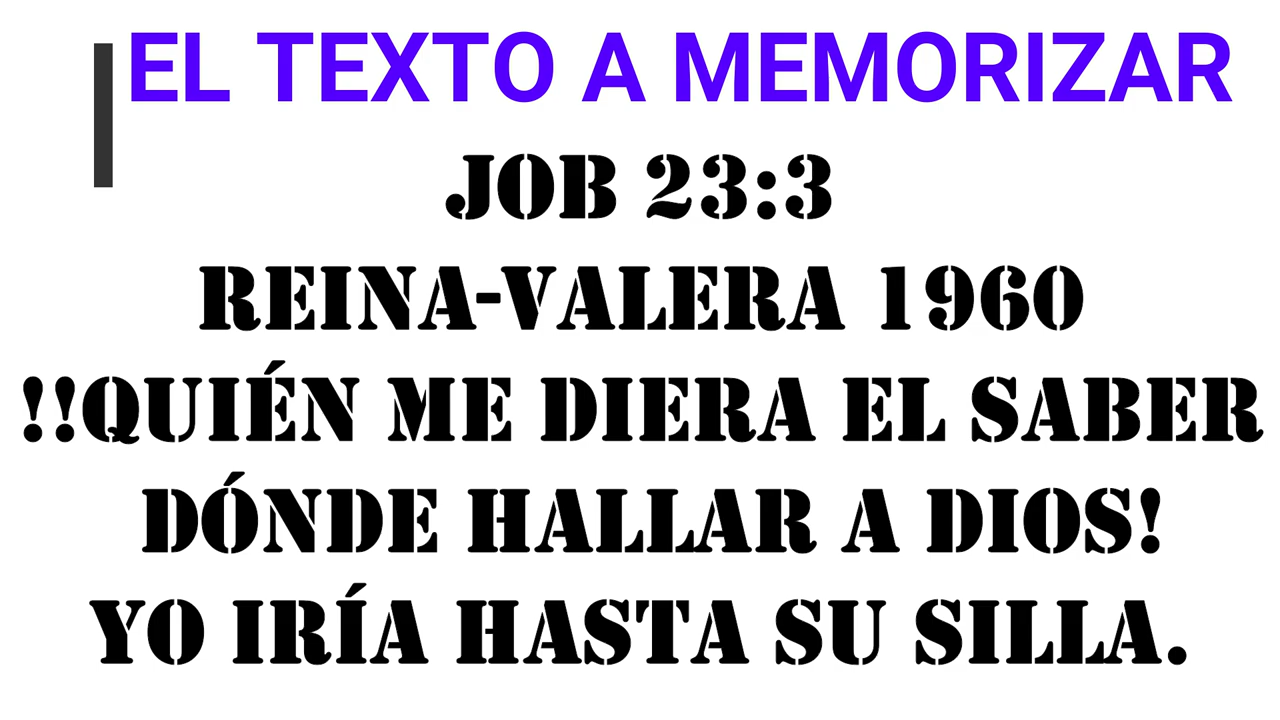 EL TEXTO A MEMORIZAR
JOB 23:3
REINA-VALERA 1960
!!QUIÉN ME DIERA EL SABER
DÓNDE HALLAR A DIOS!
YO IRÍA HASTA SU SILLA.